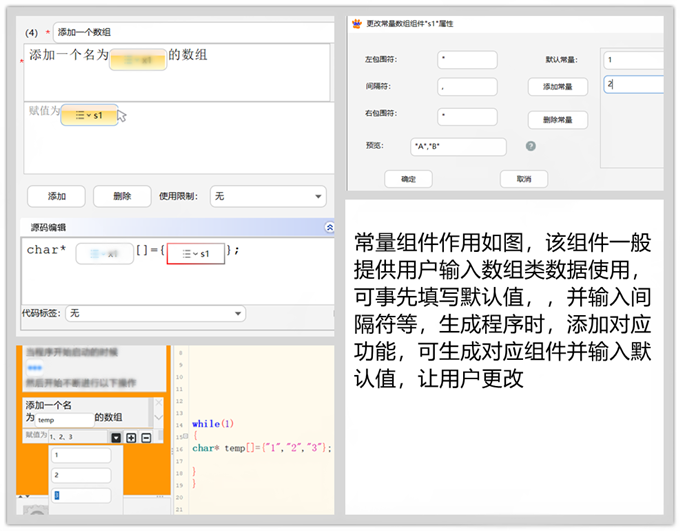 (4) * 添加一个数组
* 添加一个名为 的数组
赋值为 s1
添加 删除 使用限制: 无
源码编辑
char* []={ s1 };
代码标签: 无
更改常量数组组件"s1"属性
左包围符: " 默认常量: 1
间隔符: , 添加常量 2
右包围符: " 删除常量
预览: "A","B" ?
确定 取消
当程序开始启动的时候
然后开始不断进行以下操作
添加一个名
为 temp 的数组
赋值为 1, 2, 3
1
2
3
8
9
10
11
12
13
14 while(1)
15 {
16 char* temp[]={"1","2","3"};
17
18 }
19 }
20
21
常量组件作用如图，该组件一般
提供用户输入数组类数据使用，
可事先填写默认值，，并输入间
隔符等，生成程序时，添加对应
功能，可生成对应组件并输入默
认值，让用户更改